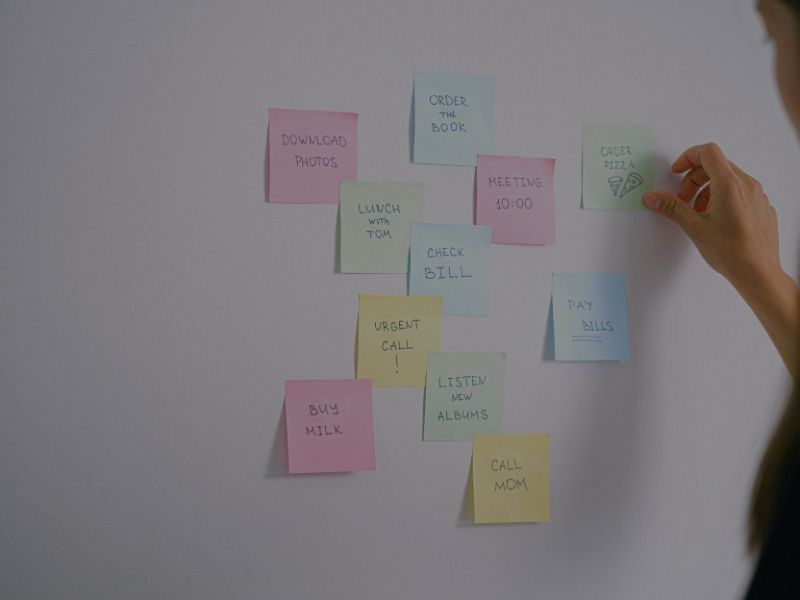 DOWNLOAD
PHOTOS
ORDER
THE
BOOK
MEETING
10:00
ORDER
PIZZA
LUNCH
WITH
TOM
CHECK
BILL
PAY
BILLS
URGENT
CALL
!
LISTEN
NEW
ALBUMS
BUY
MILK
CALL
MOM